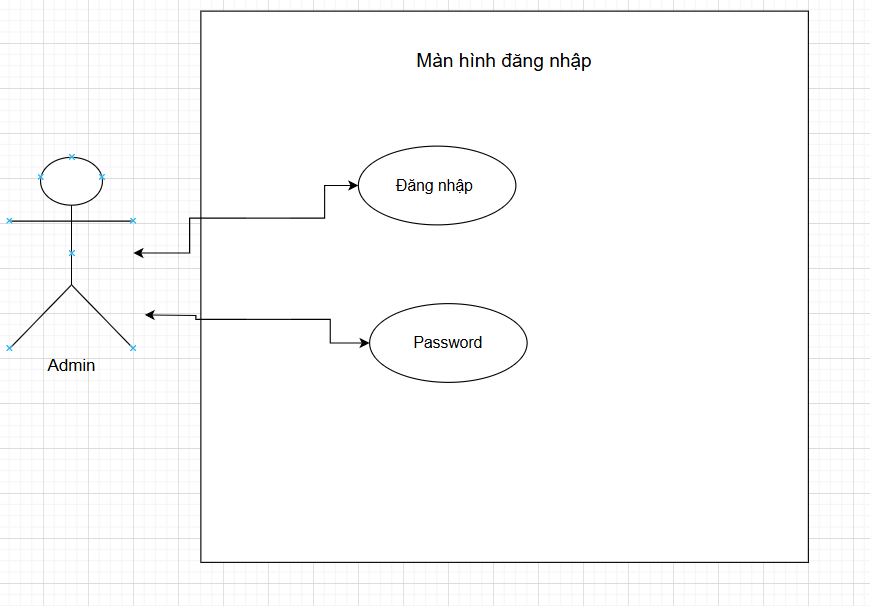 Màn hình đăng nhập
Đăng nhập
Password
Admin